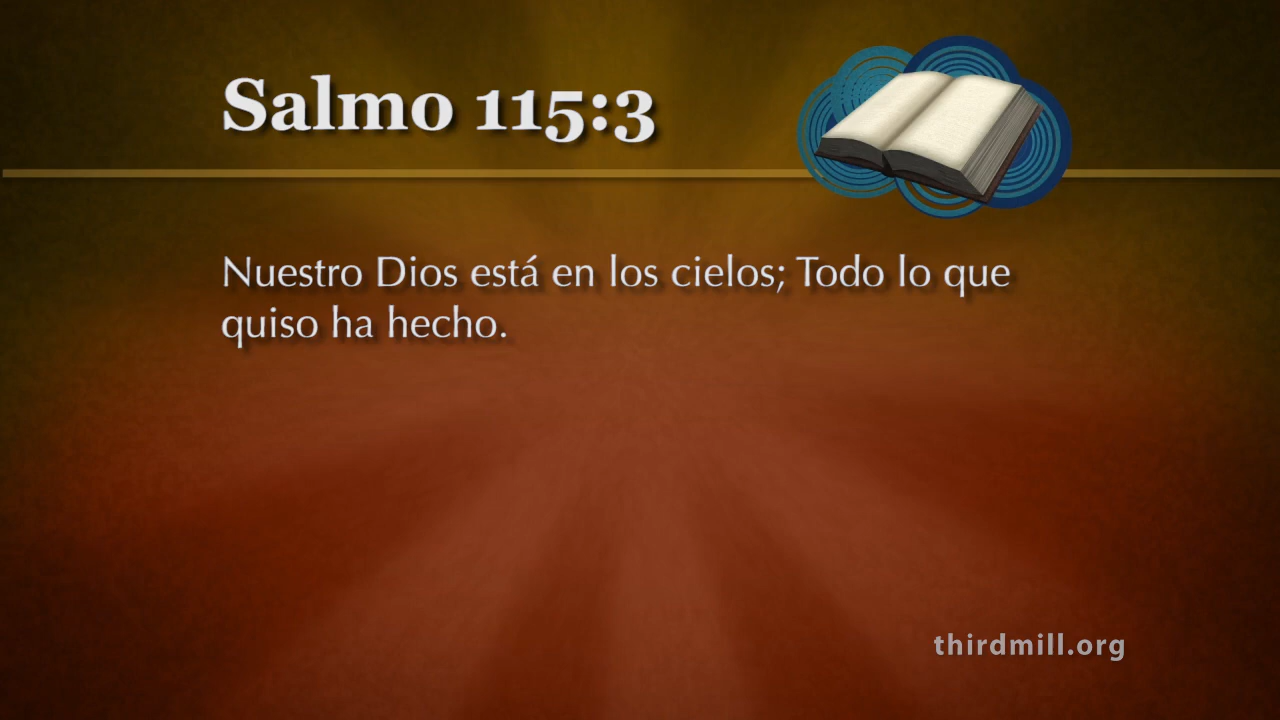 Salmo 115:3
Nuestro Dios está en los cielos; Todo lo que
quiso ha hecho.
thirdmill.org